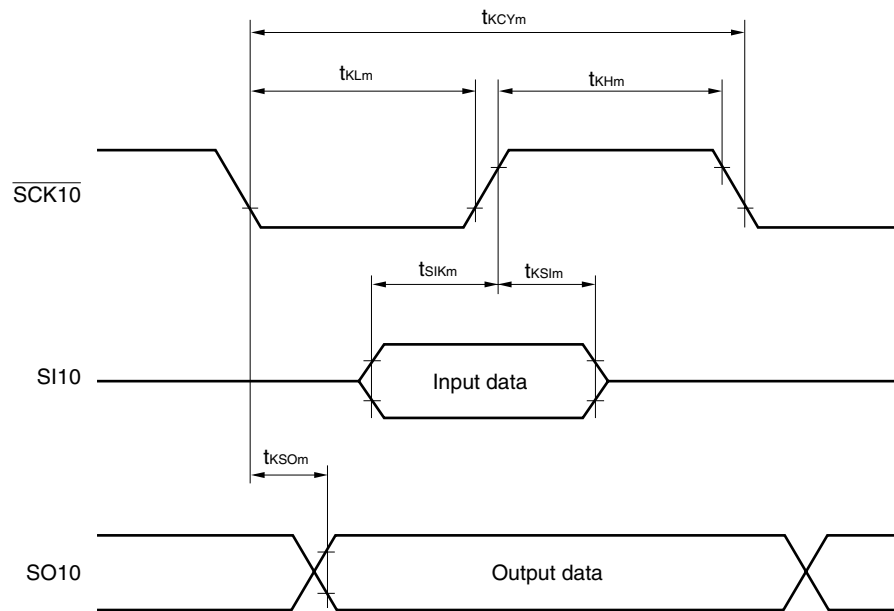 tKCYm
tKLm
tKHm
SCK10
tSIKm
tKSIm
SI10
Input data
tKSOm
SO10
Output data